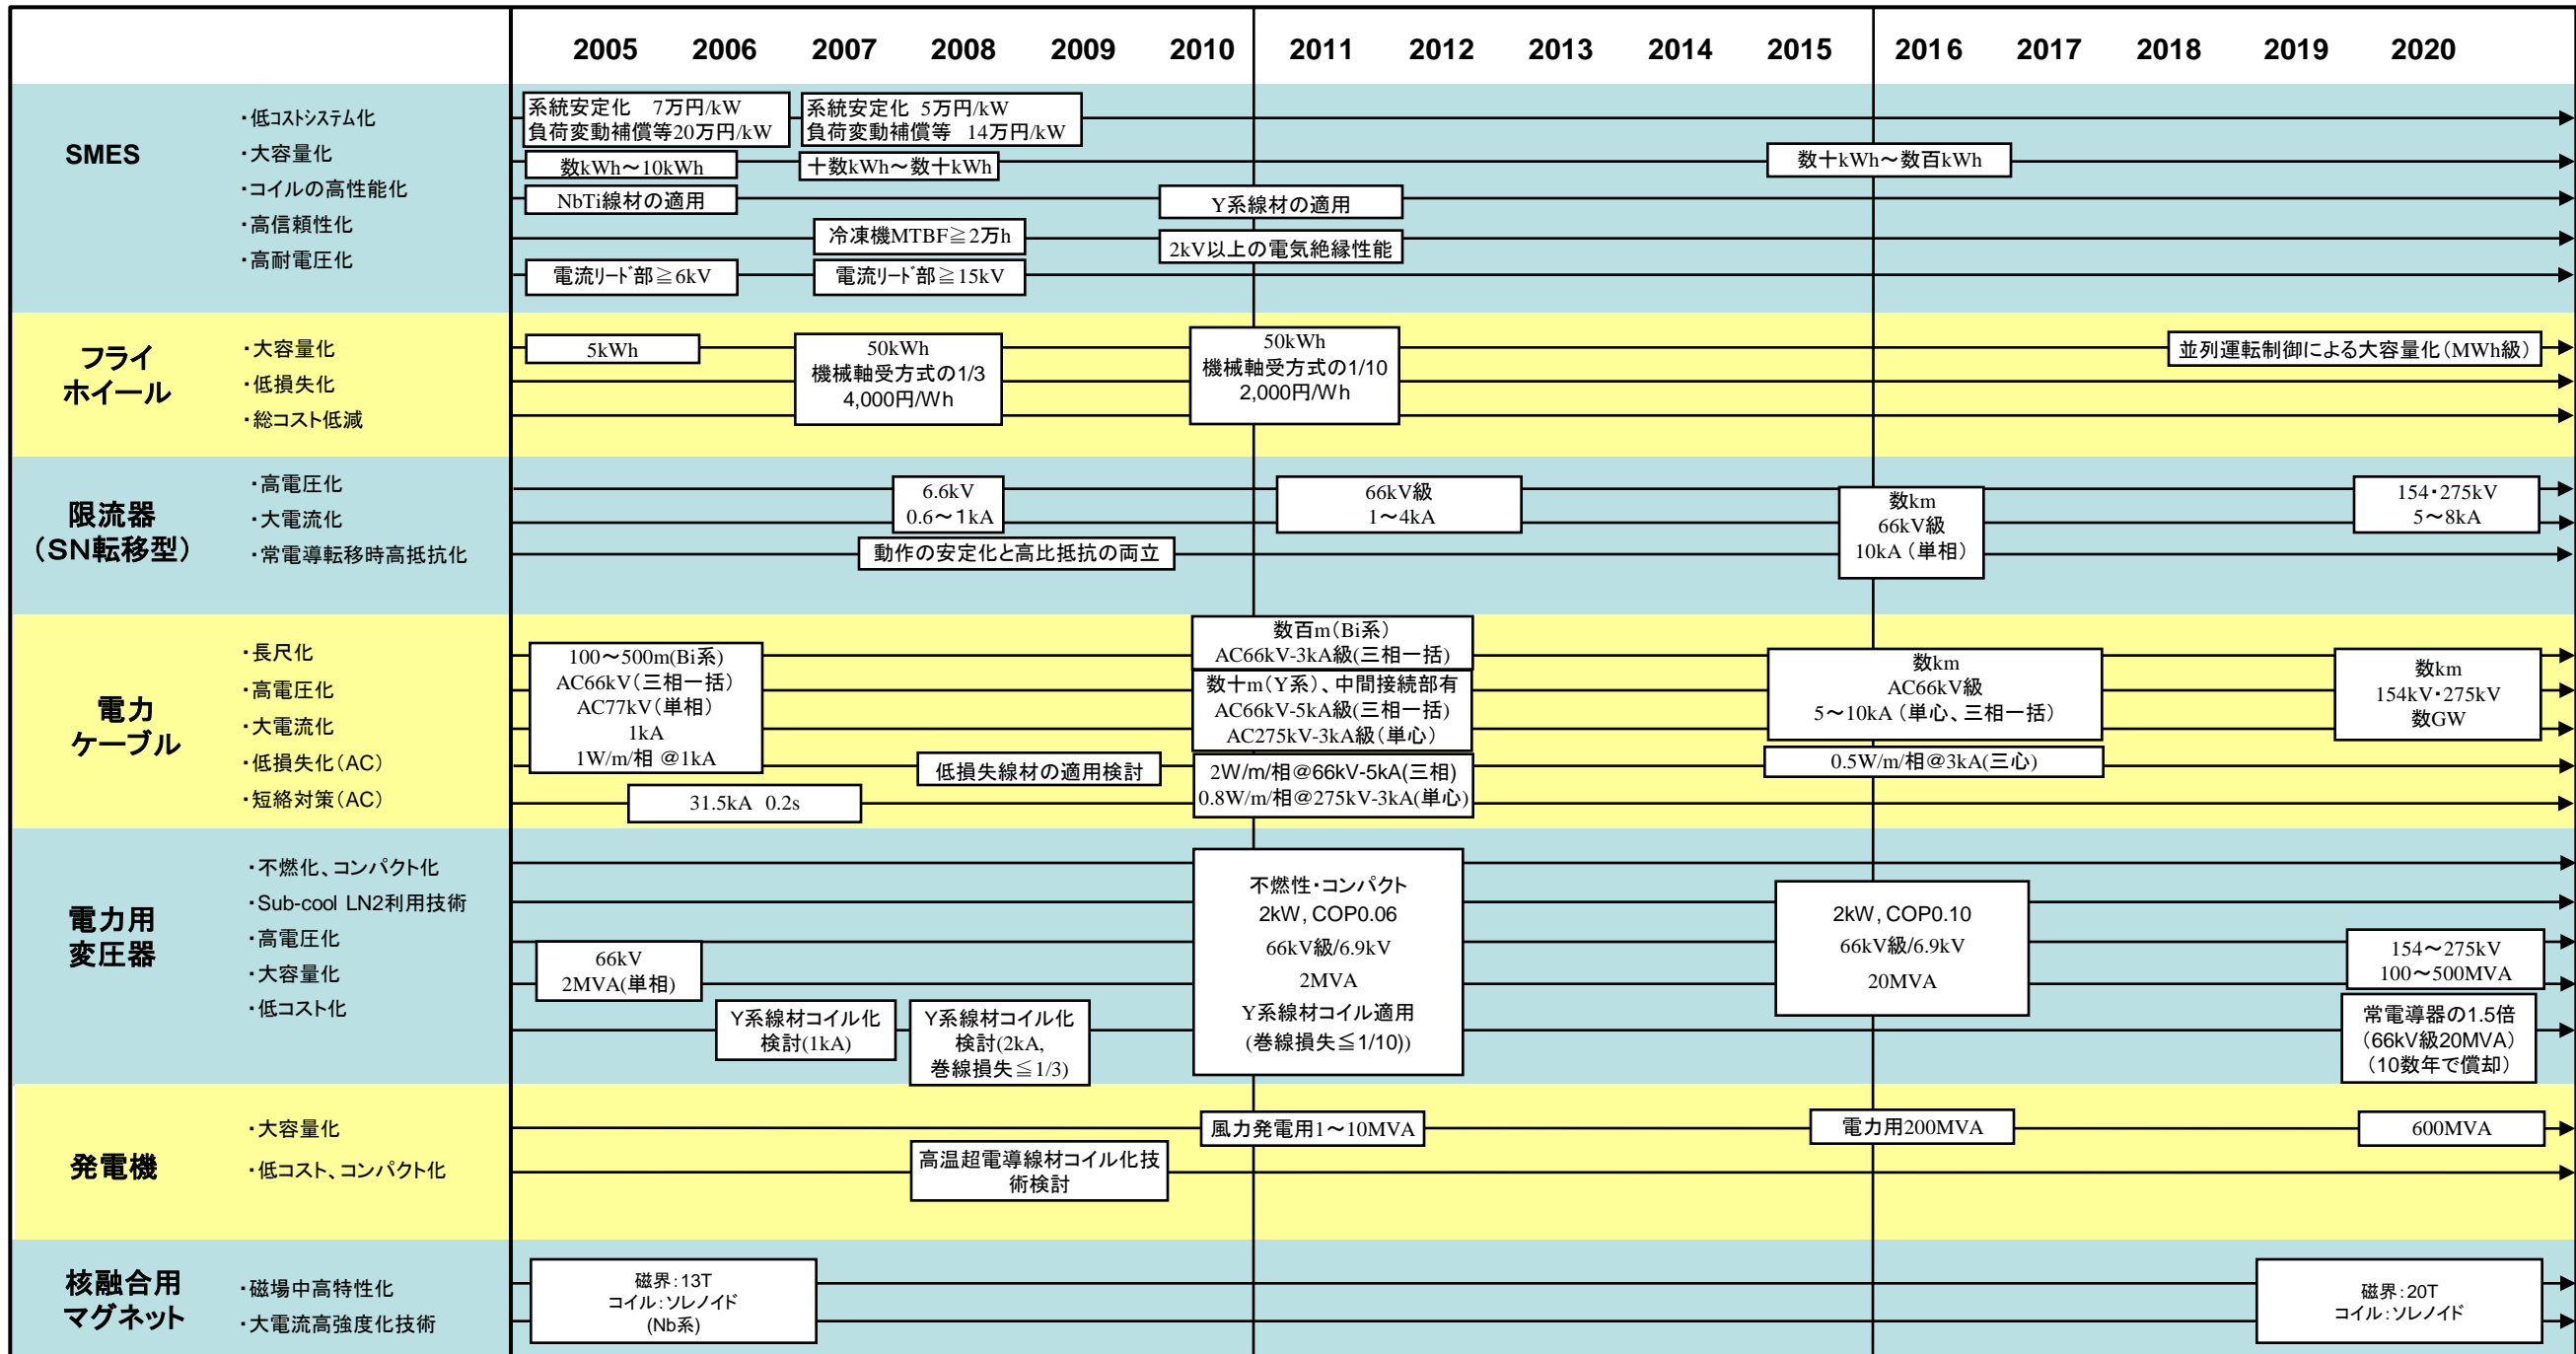 2005 2006 2007 2008 2009 2010 2011 2012 2013 2014 2015 2016 2017 2018 2019 2020
SMES
・低コストシステム化
・大容量化
・コイルの高性能化
・高信頼性化
・高耐電圧化
系統安定化 7万円/kW
負荷変動補償等20万円/kW
系統安定化 5万円/kW
負荷変動補償等 14万円/kW
数kWh～10kWh
十数kWh～数十kWh
数十kWh～数百kWh
NbTi線材の適用
Y系線材の適用
冷凍機MTBF≧2万h
2kV以上の電気絶縁性能
電流リード部≧6kV
電流リード部≧15kV
フライ
ホイール
・大容量化
・低損失化
・総コスト低減
5kWh
50kWh
機械軸受方式の1/3
4,000円/Wh
50kWh
機械軸受方式の1/10
2,000円/Wh
並列運転制御による大容量化（MWh級）
限流器
（SN転移型）
・高電圧化
・大電流化
・常電導転移時高抵抗化
6.6kV
0.6～1kA
66kV級
1～4kA
数km
66kV級
10kA（単相）
154・275kV
5～8kA
動作の安定化と高比抵抗の両立
電力
ケーブル
・長尺化
・高電圧化
・大電流化
・低損失化（AC）
・短絡対策（AC）
100～500m(Bi系)
AC66kV（三相一括）
AC77kV（単相）
1kA
1W/m/相 @1kA
数百m（Bi系）
AC66kV-3kA級(三相一括)
数十m（Y系）、中間接続部有
AC66kV-5kA級(三相一括)
AC275kV-3kA級（単心）
数km
AC66kV級
5～10kA（単心、三相一括）
数km
154kV・275kV
数GW
低損失線材の適用検討
2W/m/相@66kV-5kA(三相)
0.8W/m/相@275kV-3kA(単心)
0.5W/m/相@3kA(三心)
31.5kA 0.2s
電力用
変圧器
・不燃化、コンパクト化
・Sub-cool LN2利用技術
・高電圧化
・大容量化
・低コスト化
66kV
2MVA(単相)
Y系線材コイル化
検討(1kA)
Y系線材コイル化
検討(2kA,
巻線損失≦1/3)
不燃性・コンパクト
2kW, COP0.06
66kV級/6.9kV
2MVA
Y系線材コイル適用
(巻線損失≦1/10))
2kW, COP0.10
66kV級/6.9kV
20MVA
154～275kV
100～500MVA
常電導器の1.5倍
（66kV級20MVA）
（10数年で償却）
発電機
・大容量化
・低コスト、コンパクト化
風力発電用1～10MVA
電力用200MVA
600MVA
高温超電導線材コイル化技
術検討
核融合用
マグネット
・磁場中高特性化
・大電流高強度化技術
磁界：13T
コイル：ソレノイド
(Nb系)
磁界：20T
コイル：ソレノイド